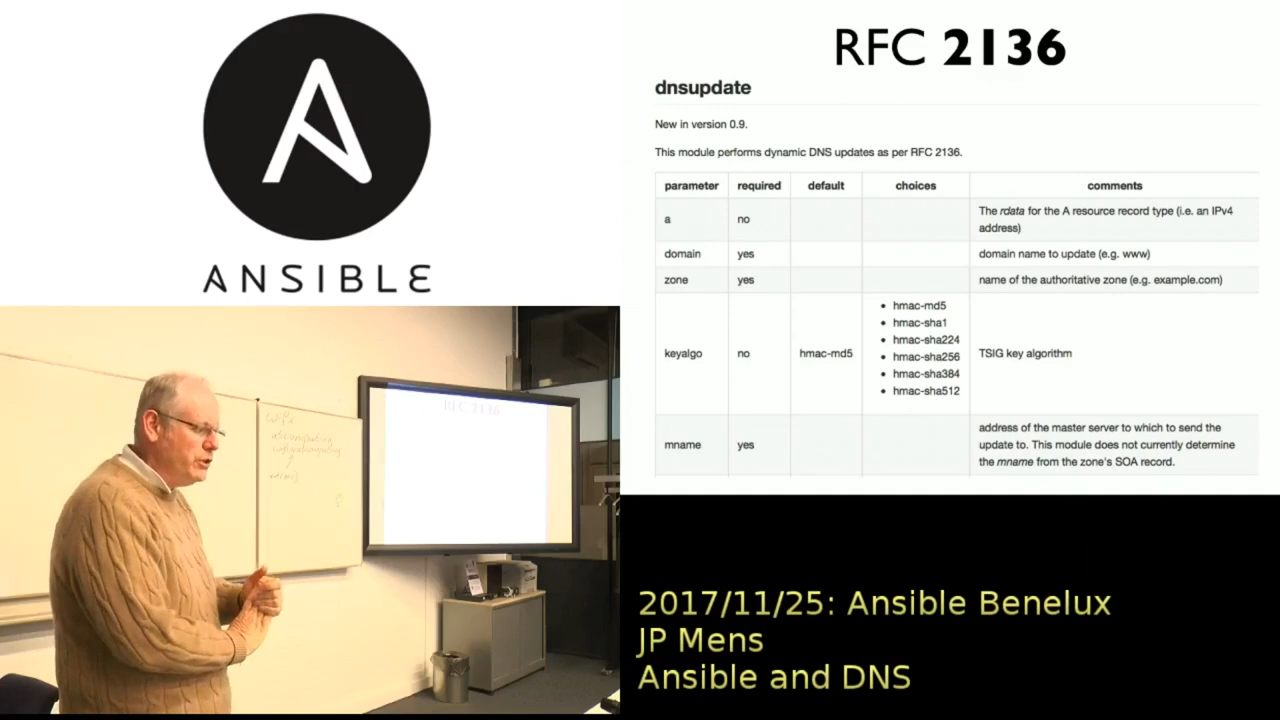 ANSIBLE
RFC 2136
dnsupdate
New in version 0.9.
This module performs dynamic DNS updates as per RFC 2136.
parameter required default choices comments
a no The rdata for the A resource record type (i.e. an IPv4
address)
domain yes domain name to update (e.g. www)
zone yes name of the authoritative zone (e.g. example.com)
keyalgo no hmac-md5 • hmac-md5
• hmac-sha1
• hmac-sha224
• hmac-sha256
• hmac-sha384
• hmac-sha512
TSIG key algorithm
mname yes address of the master server to which to send the
update to. This module does not currently determine
the mname from the zone's SOA record.
RFC 2136
2017/11/25: Ansible Benelux
JP Mens
Ansible and DNS